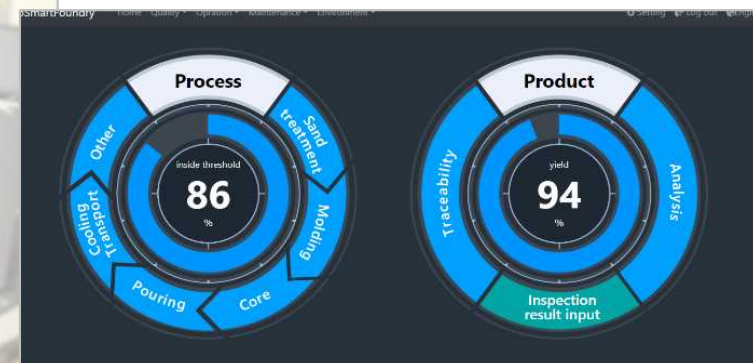 SmartFoundry Home Quality Opration Maintenance Environment Setting Log out
Process
Sand
treatment
Molding
Core
Pouring
Cooling
Transport
Other
inside threshold
86
%
Product
Analysis
Inspection
result input
Traceability
yield
94
%